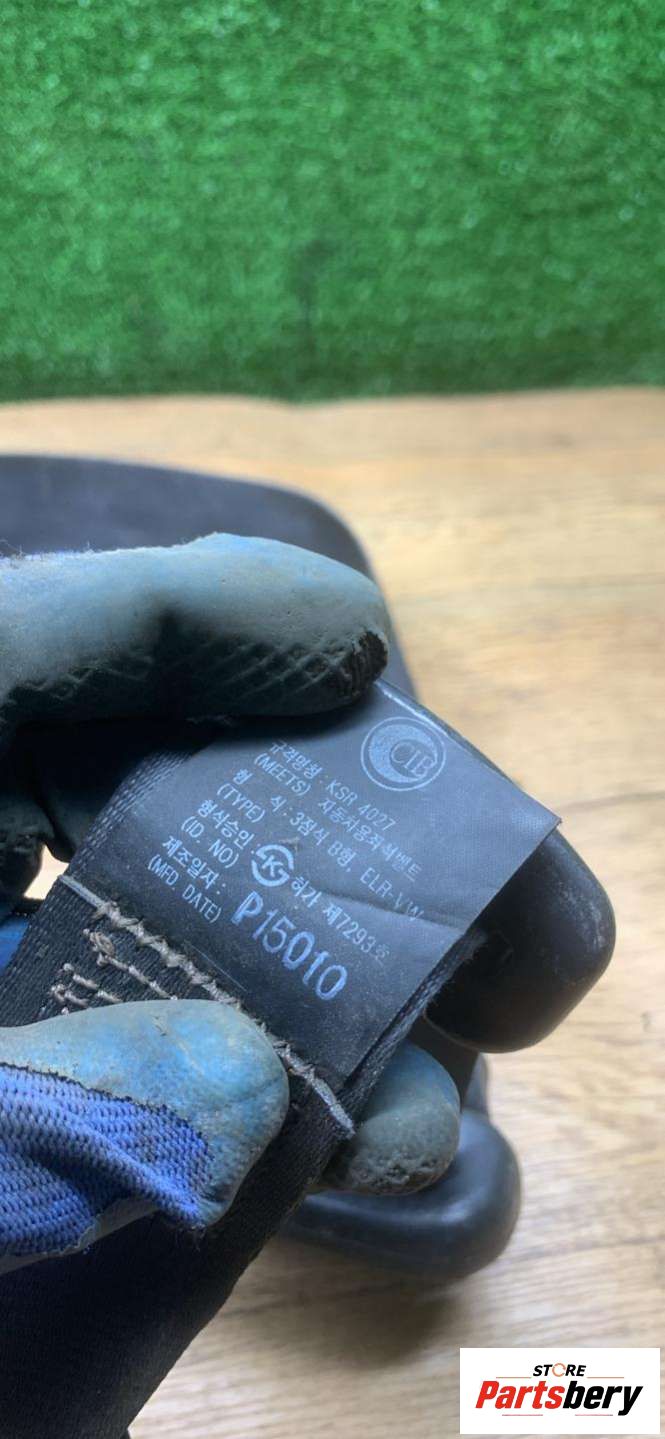 CIB
규격명칭 : KSR 4027
(MEETS) 자동차용좌석벨트
형 식 : 3점식 B형, ELR-VW
(TYPE)
형식승인 : KS 허가 제7293호
(ID. NO)
제조일자 : P15010
(MFD DATE)
STORE
Partsbery